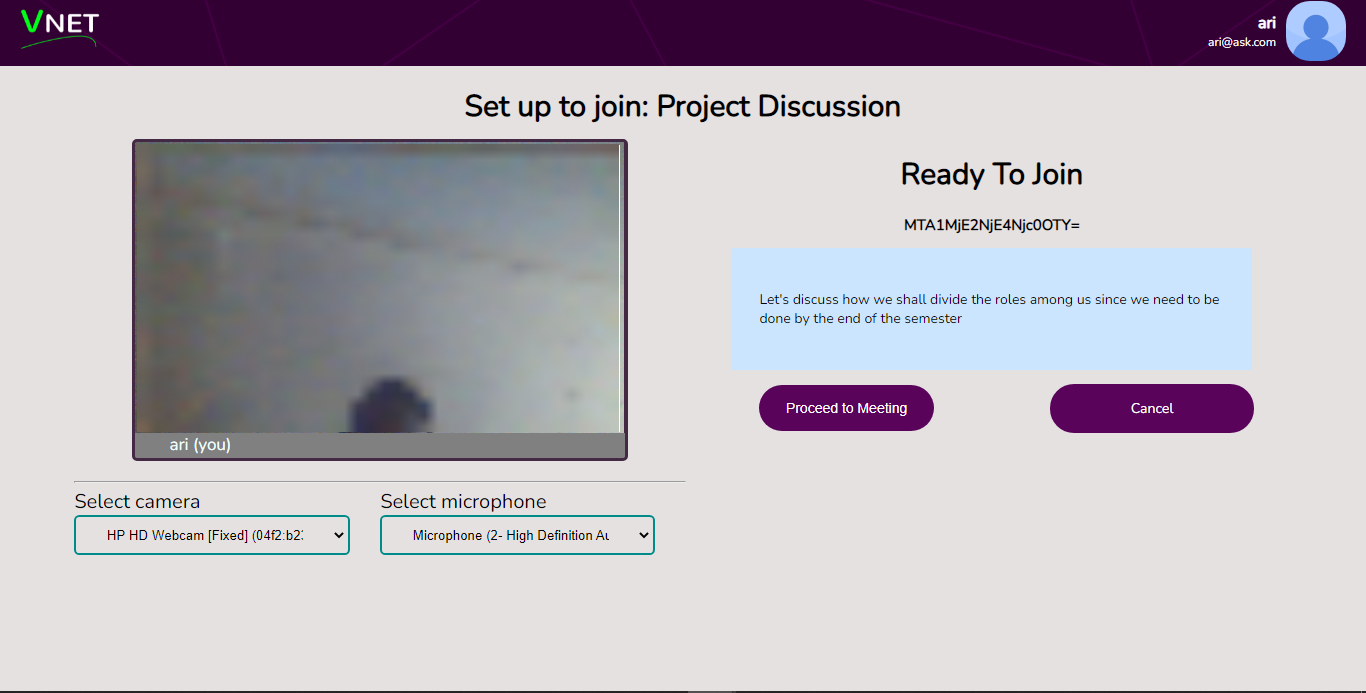 VNET
ari
ari@ask.com
Set up to join: Project Discussion
ari (you)
Select camera
HP HD Webcam [Fixed] (04f2:b2
Select microphone
Microphone (2- High Definition Au
Ready To Join
MTA1MjE2NjE4Njc0OTY=
Let's discuss how we shall divide the roles among us since we need to be
done by the end of the semester
Proceed to Meeting
Cancel